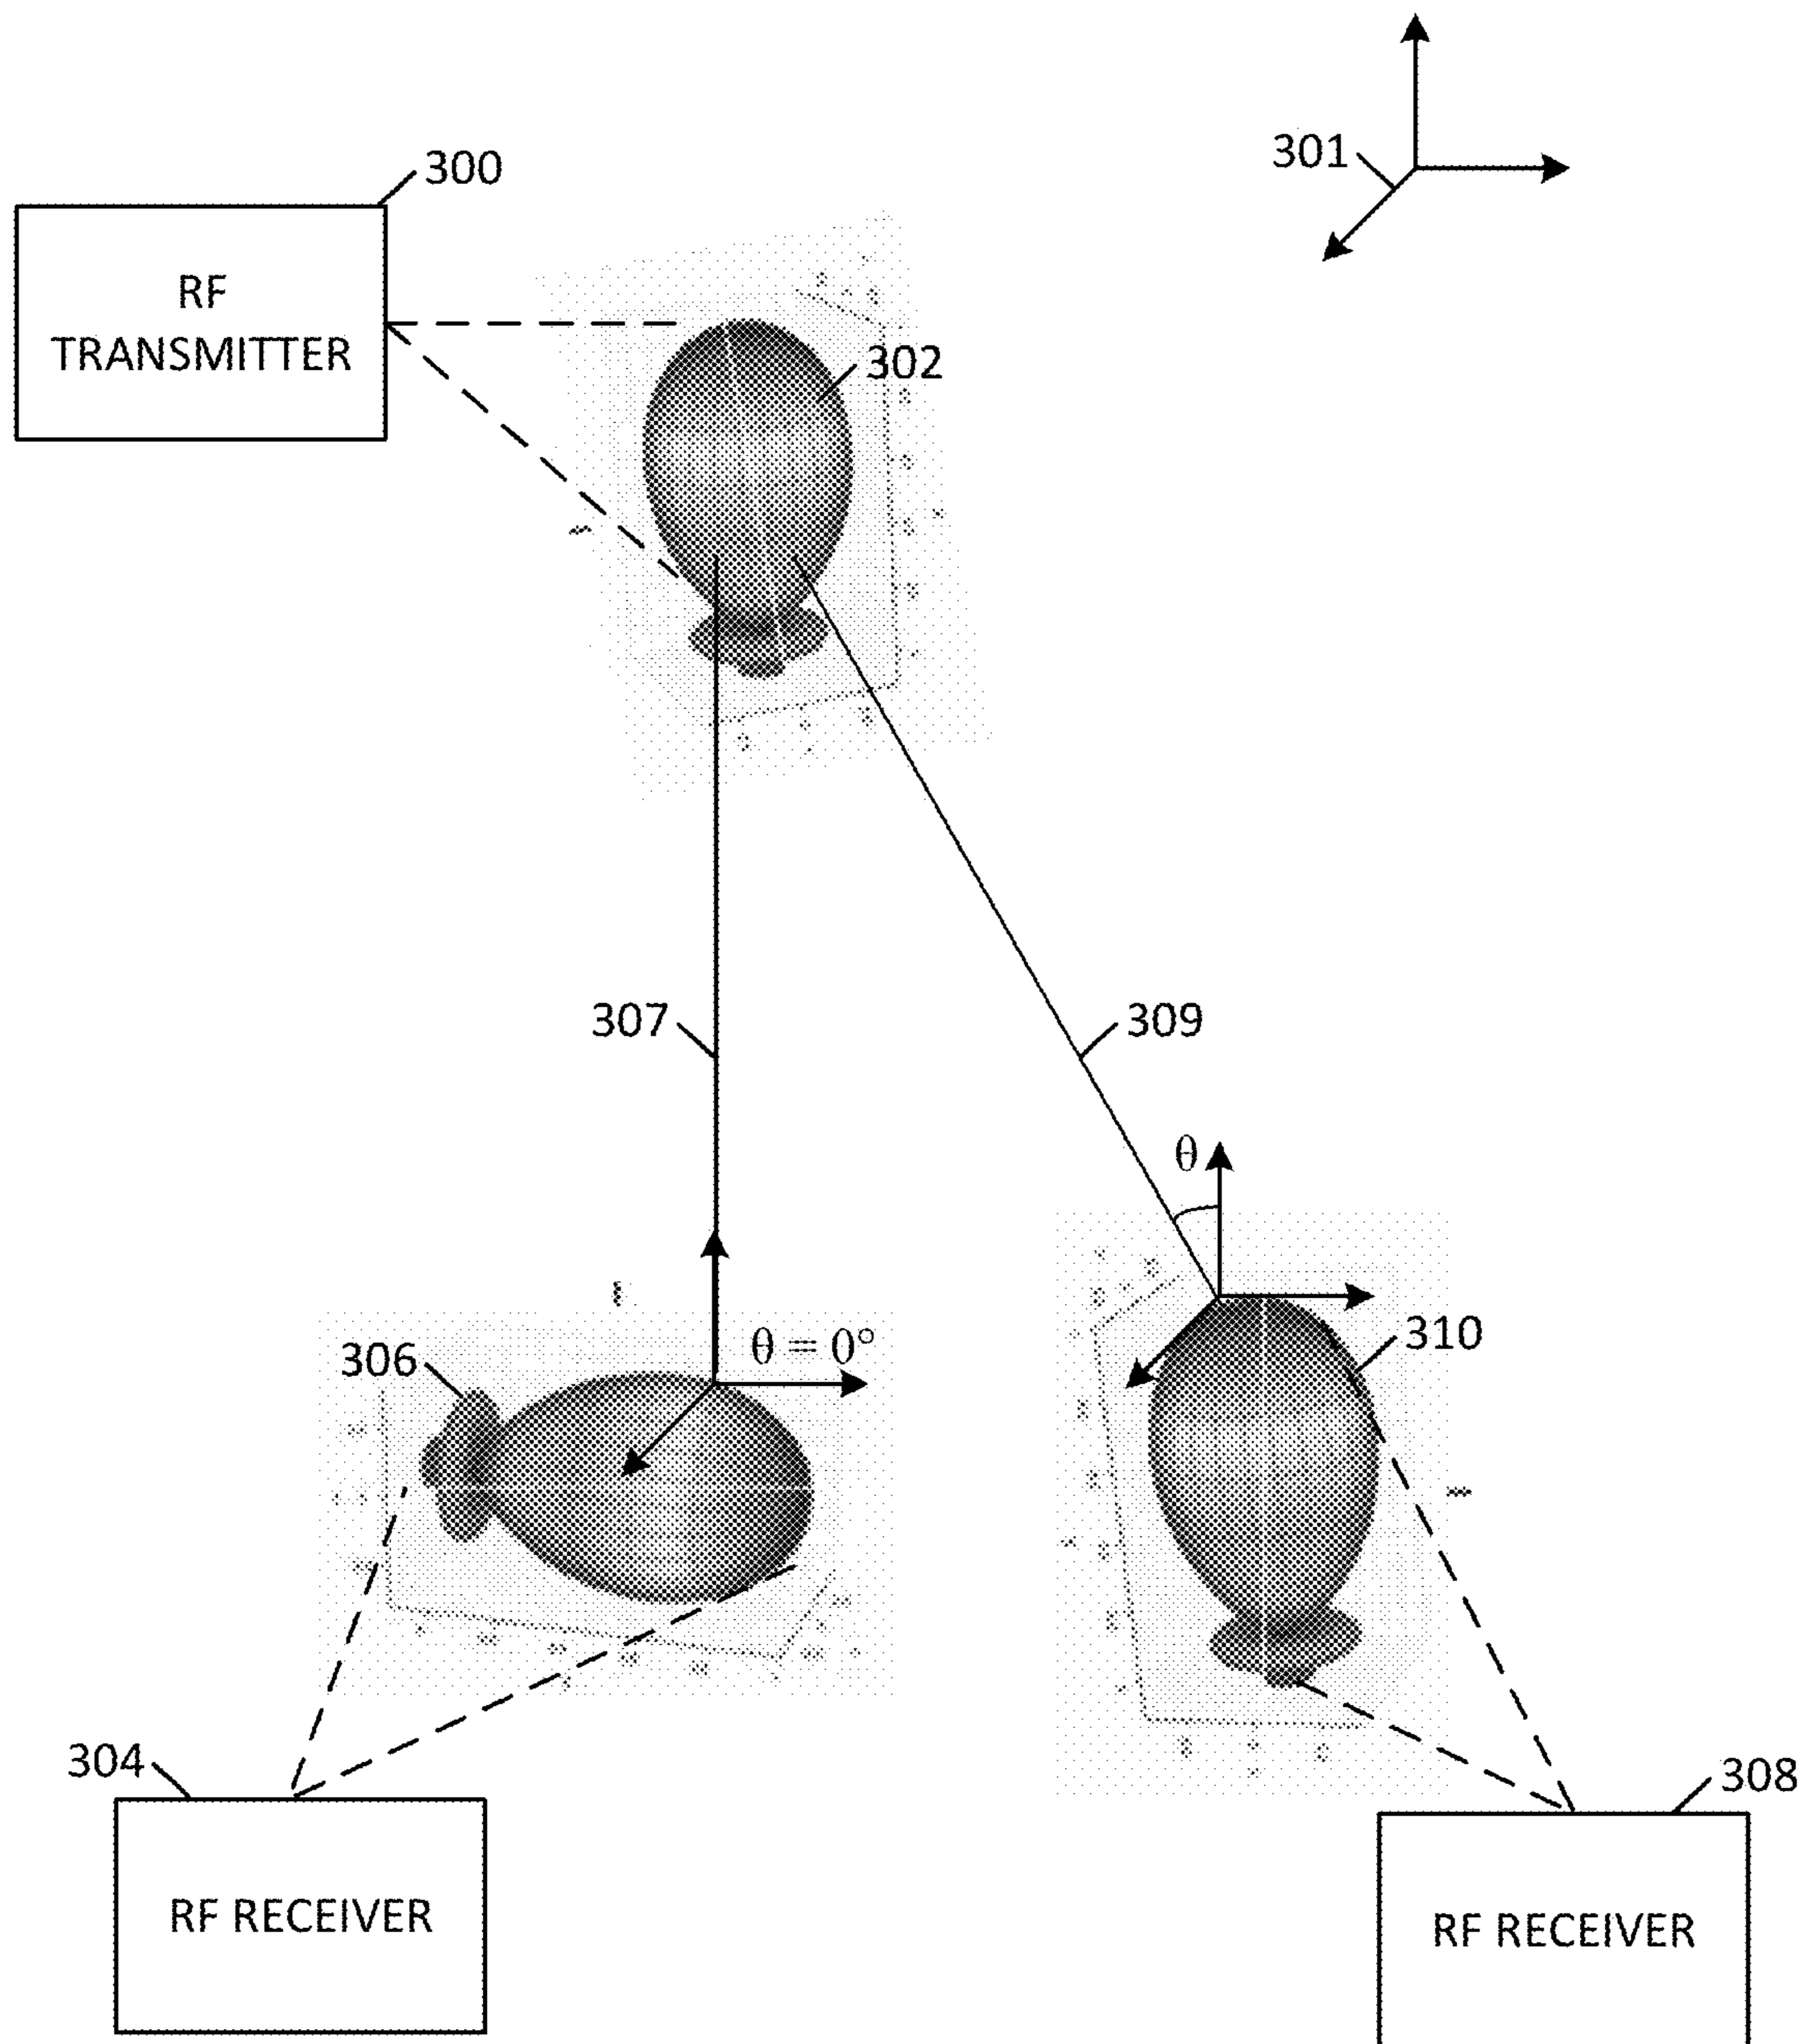 301
300
RF
TRANSMITTER
302
307
309
θ
θ = 0°
306
310
304
308
RF RECEIVER
RF RECEIVER